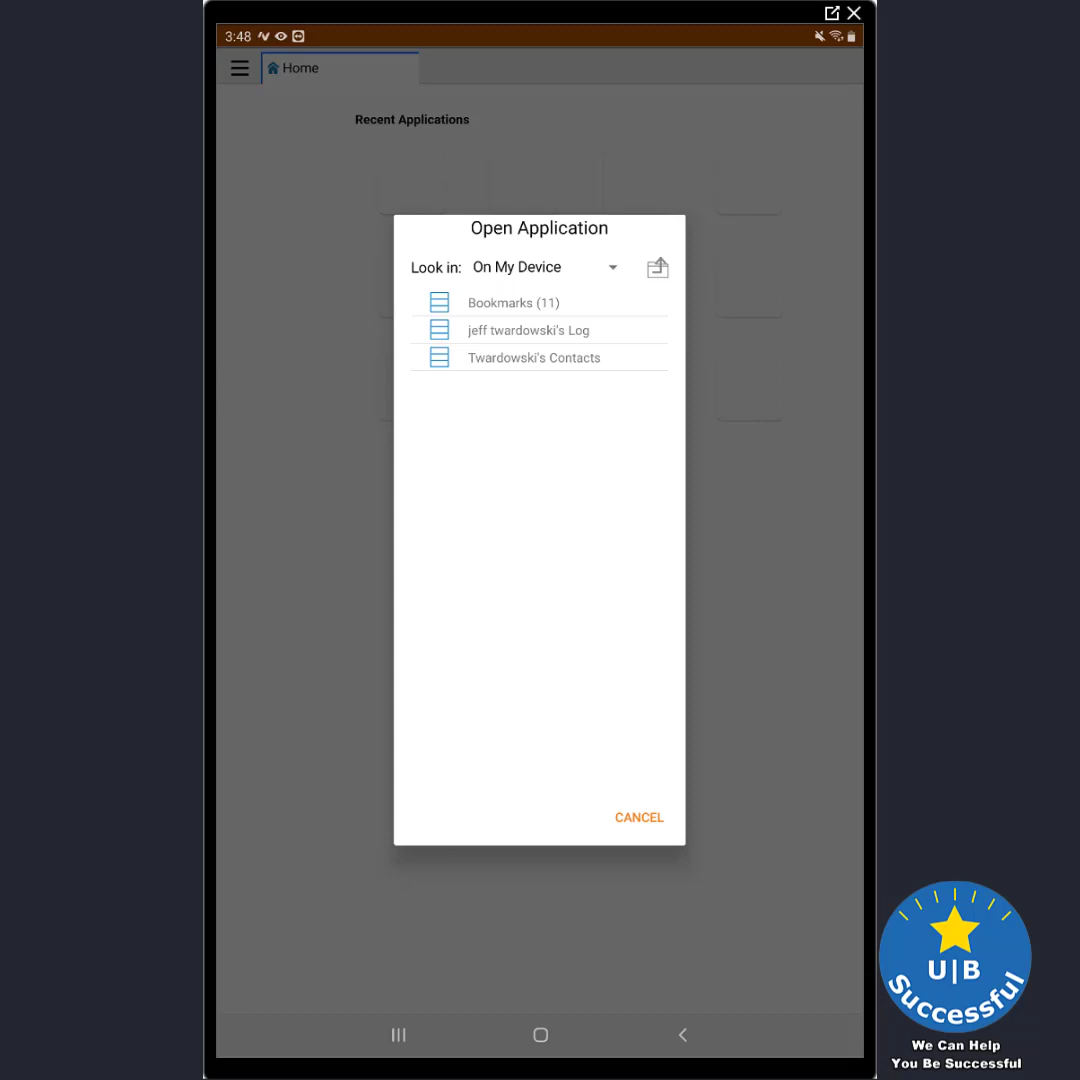 3:48
Home
Recent Applications
Open Application
Look in: On My Device
Bookmarks (11)
jeff twardowski's Log
Twardowski's Contacts
CANCEL
U|B
Successful
We Can Help
You Be Successful